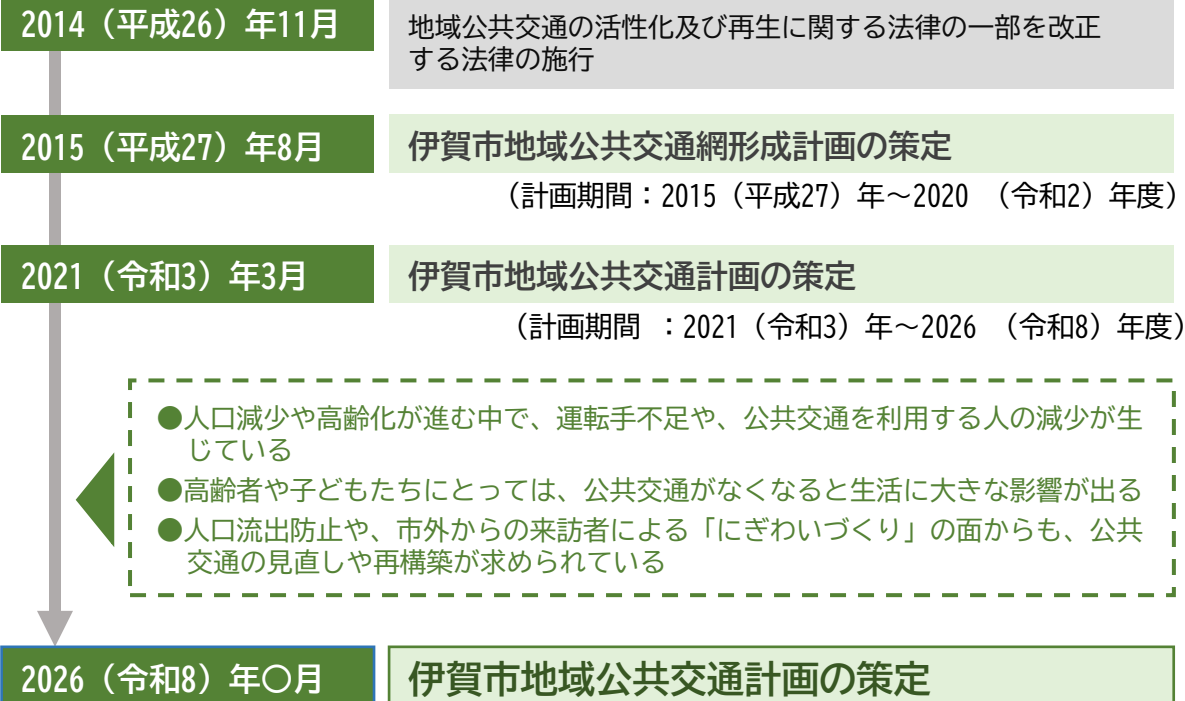 2014（平成26）年11月
地域公共交通の活性化及び再生に関する法律の一部を改正
する法律の施行
2015（平成27）年8月
伊賀市地域公共交通網形成計画の策定
（計画期間：2015（平成27）年～2020 （令和2）年度）
2021（令和3）年3月
伊賀市地域公共交通計画の策定
（計画期間 ：2021（令和3）年～2026 （令和8）年度）
●人口減少や高齢化が進む中で、運転手不足や、公共交通を利用する人の減少が生
じている
●高齢者や子どもたちにとっては、公共交通がなくなると生活に大きな影響が出る
●人口流出防止や、市外からの来訪者による「にぎわいづくり」の面からも、公共
交通の見直しや再構築が求められている
2026（令和8）年〇月
伊賀市地域公共交通計画の策定